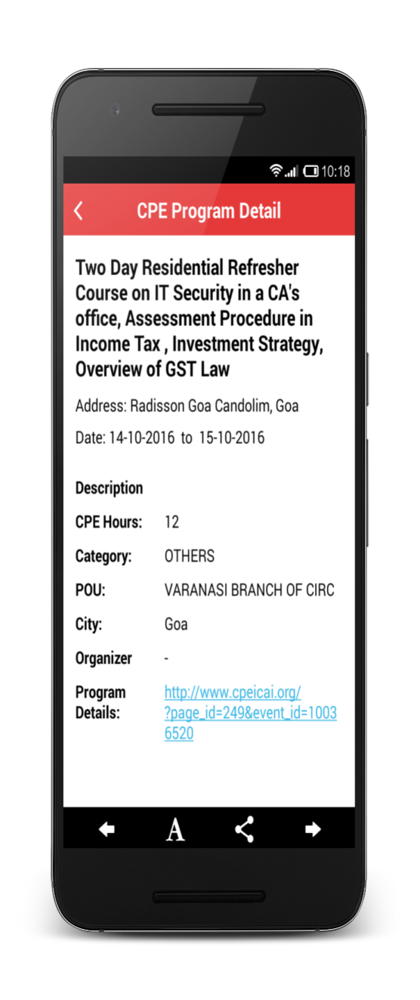 10:18
CPE Program Detail
Two Day Residential Refresher
Course on IT Security in a CA's
office, Assessment Procedure in
Income Tax , Investment Strategy,
Overview of GST Law
Address: Radisson Goa Candolim, Goa
Date: 14-10-2016 to 15-10-2016
Description
CPE Hours: 12
Category: OTHERS
POU: VARANASI BRANCH OF CIRC
City: Goa
Organizer -
Program http://www.cpeicai.org/
Details: ?page_id=249&event_id=1003
6520
A